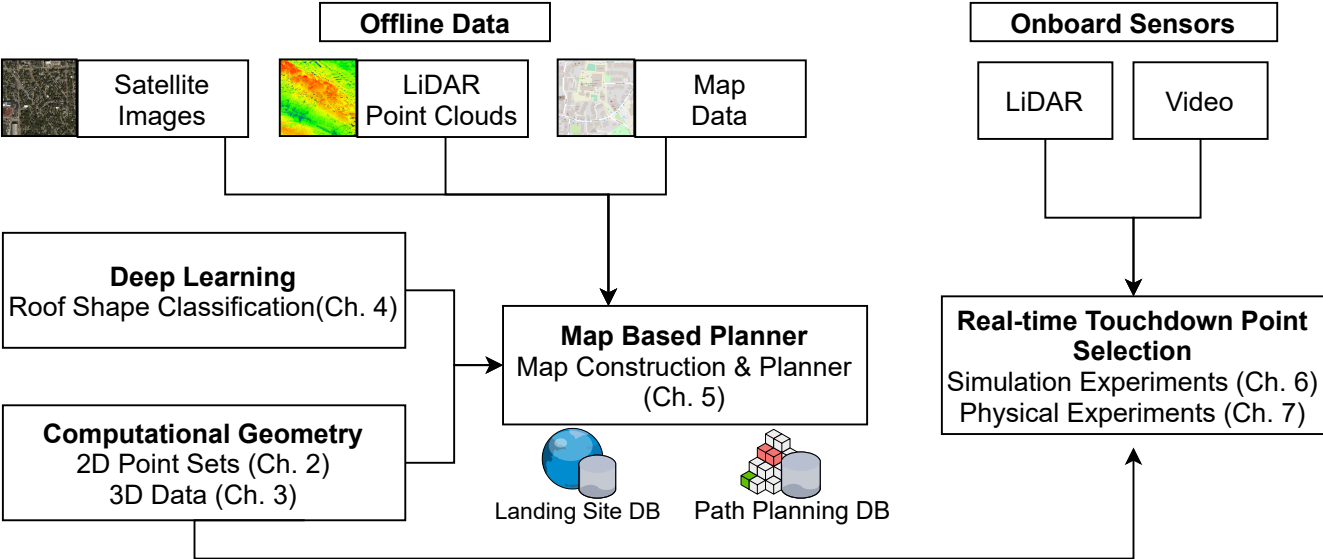 Offline Data
Onboard Sensors
Satellite
Images
LiDAR
Point Clouds
Map
Data
LiDAR
Video
Deep Learning
Roof Shape Classification(Ch. 4)
Map Based Planner
Map Construction & Planner
(Ch. 5)
Real-time Touchdown Point
Selection
Simulation Experiments (Ch. 6)
Physical Experiments (Ch. 7)
Computational Geometry
2D Point Sets (Ch. 2)
3D Data (Ch. 3)
Landing Site DB
Path Planning DB